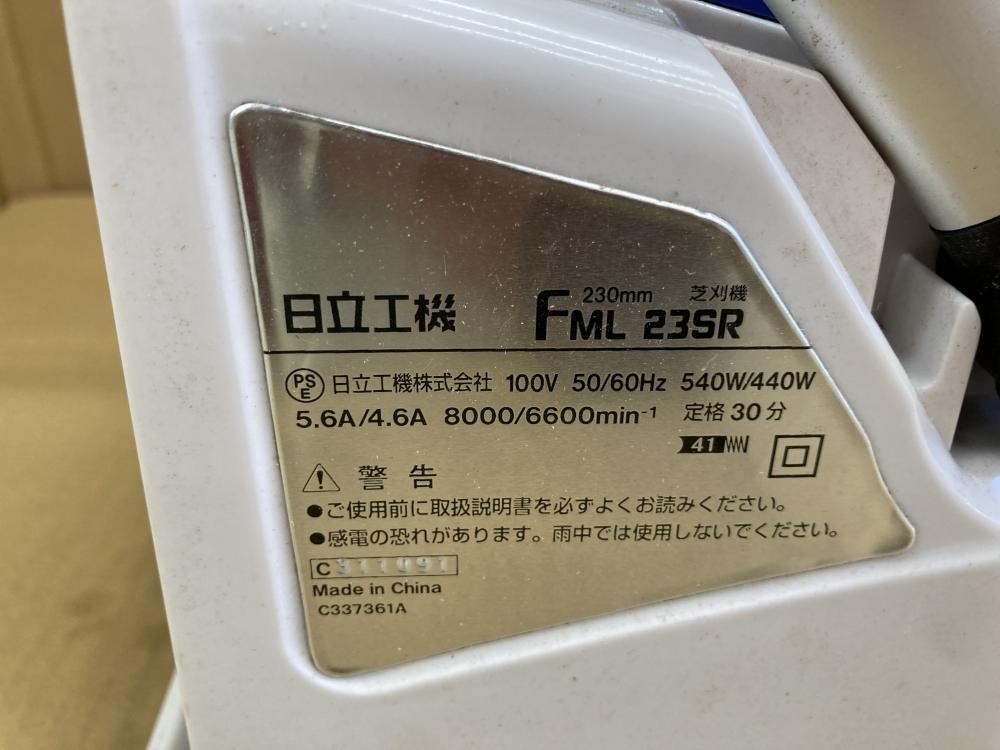 230mm 芝刈機
日立工機 FML 23SR
PSE 日立工機株式会社 100V 50/60Hz 540W/440W
5.6A/4.6A 8000/6600min-1 定格30分
41
警告
●ご使用前に取扱説明書を必ずよくお読みください。
●感電の恐れがあります。雨中では使用しないでください。
C 311091
Made in China
C337361A